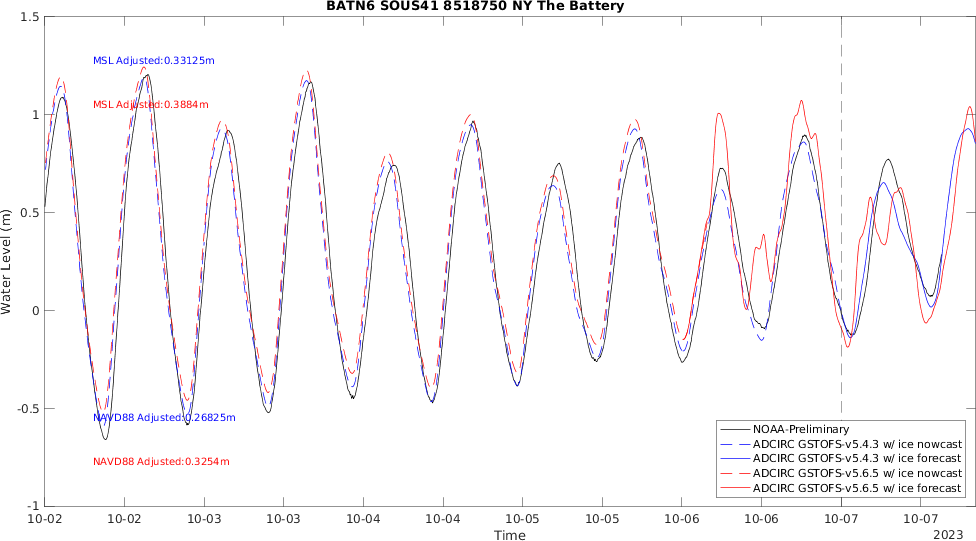 BATN6 SOUS41 8518750 NY The Battery
1.5
1
0.5
0
-0.5
-1
Water Level (m)
MSL Adjusted:0.33125m
MSL Adjusted:0.3884m
NAVD88 Adjusted:0.26825m
NAVD88 Adjusted:0.3254m
NOAA-Preliminary
ADCIRC GSTOFS-v5.4.3 w/ ice nowcast
ADCIRC GSTOFS-v5.4.3 w/ ice forecast
ADCIRC GSTOFS-v5.6.5 w/ ice nowcast
ADCIRC GSTOFS-v5.6.5 w/ ice forecast
10-02 10-02 10-03 10-03 10-04 10-04 10-05 10-05 10-06 10-06 10-07 10-07
Time
2023